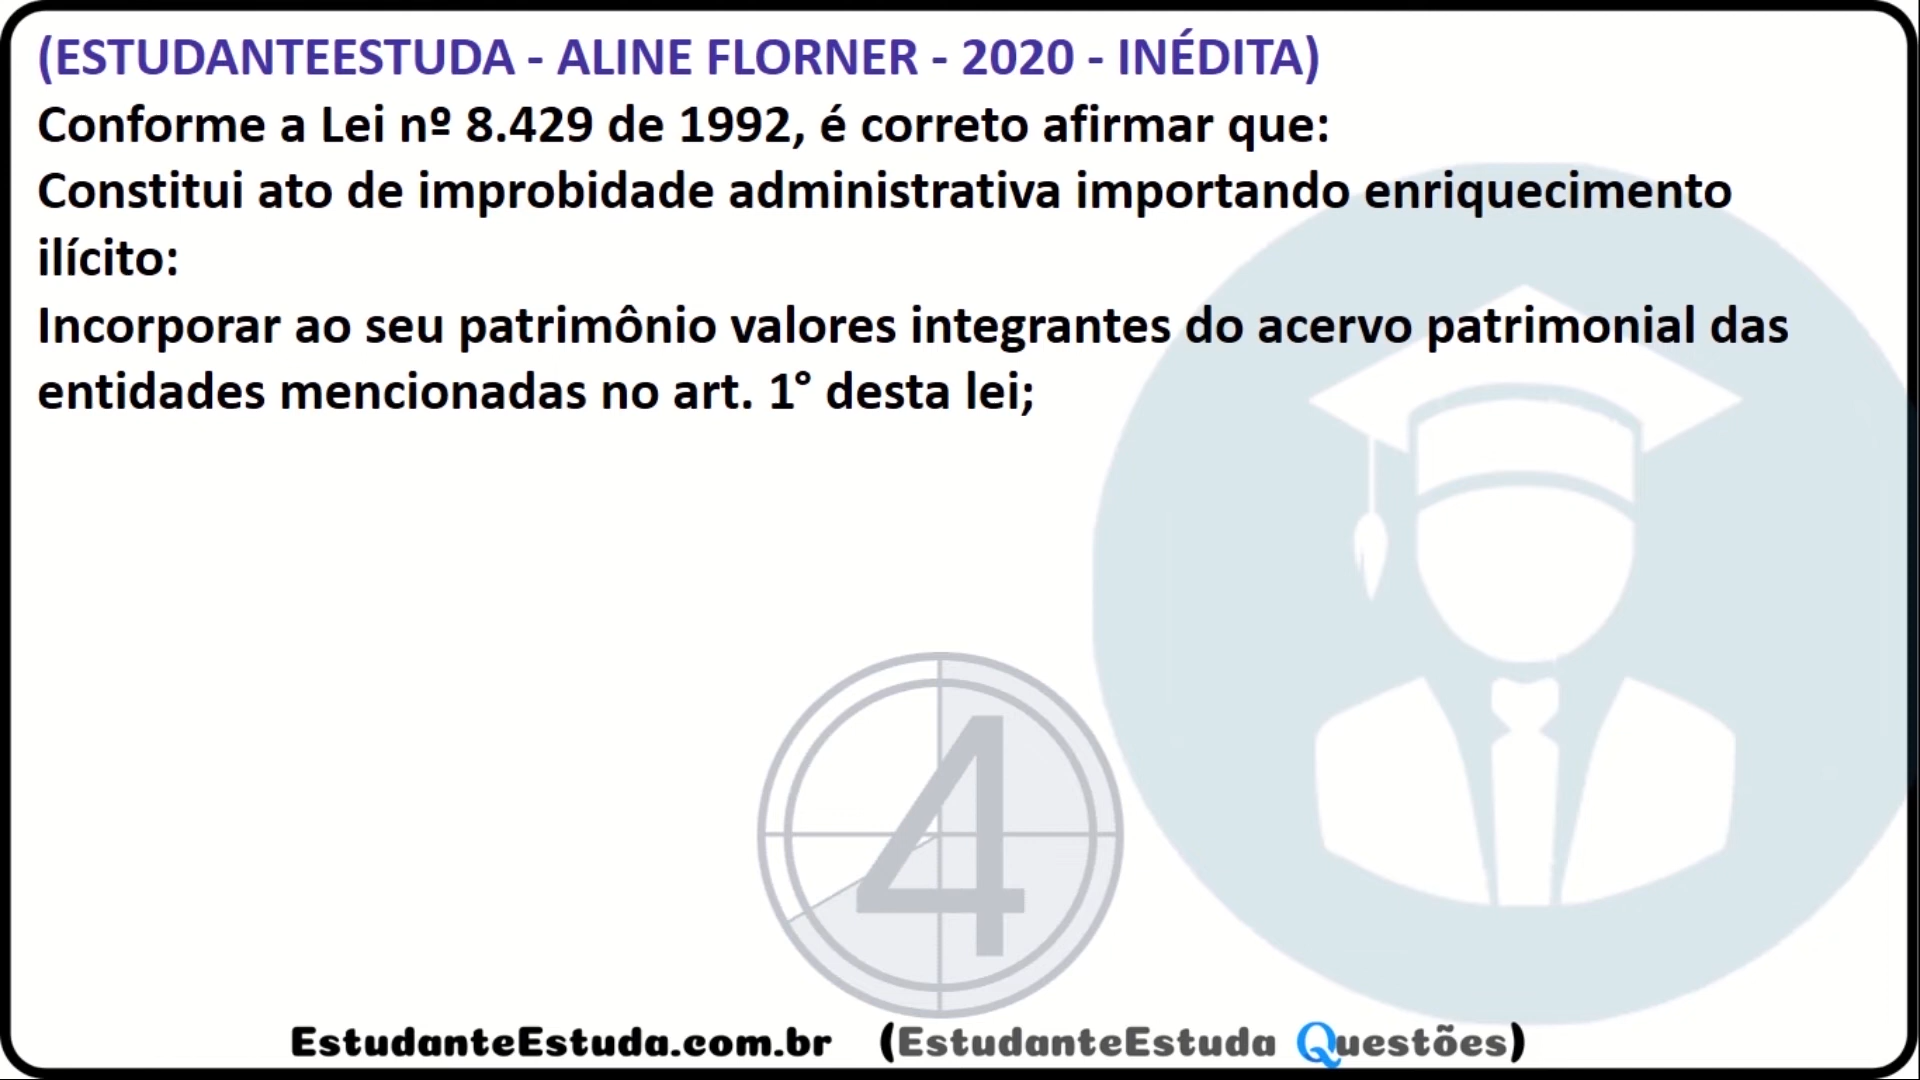 (ESTUDANTEESTUDA - ALINE FLORNER - 2020 - INÉDITA)
Conforme a Lei nº 8.429 de 1992, é correto afirmar que:
Constitui ato de improbidade administrativa importando enriquecimento
ilícito:
Incorporar ao seu patrimônio valores integrantes do acervo patrimonial das
entidades mencionadas no art. 1° desta lei;
4
EstudanteEstuda.com.br (EstudanteEstuda Questões)